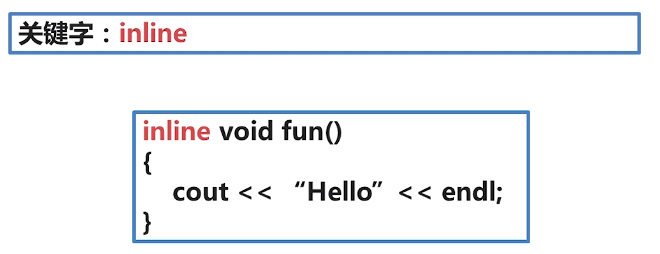 关键字：inline
inline void fun()
{
cout << “Hello” << endl;
}